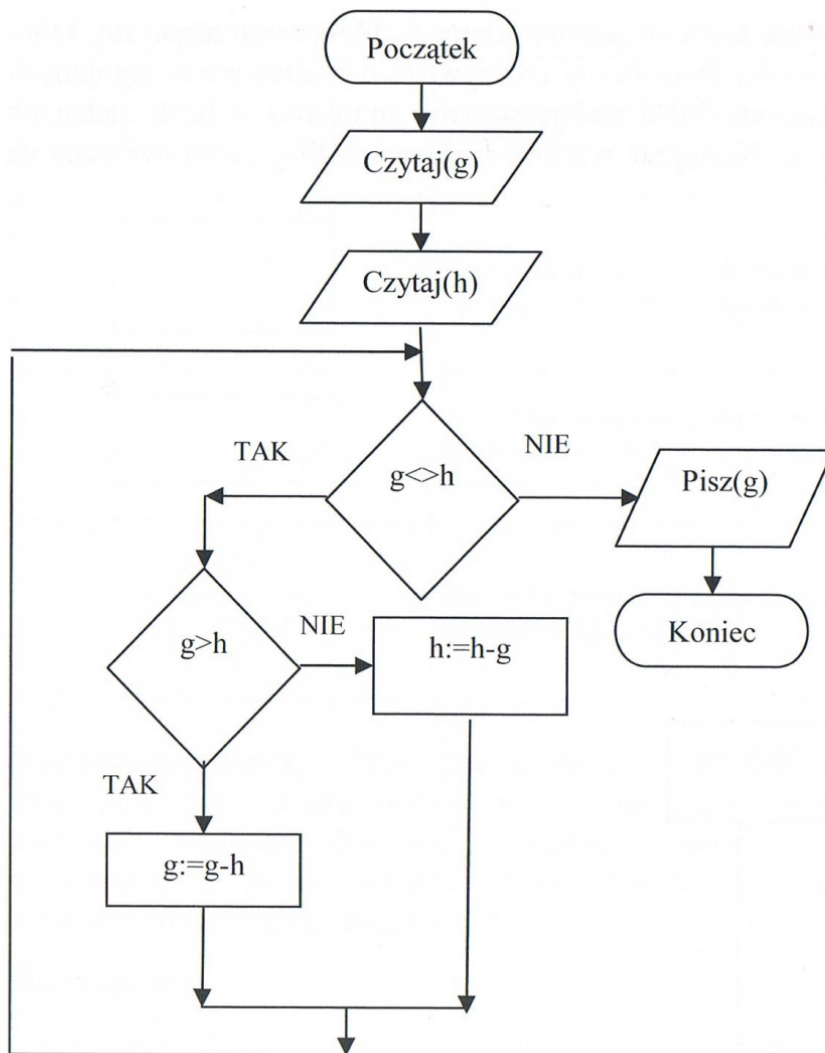 Początek
Czytaj(g)
Czytaj(h)
TAK
g<>h
NIE
Pisz(g)
g>h
NIE
h:=h-g
Koniec
TAK
g:=g-h